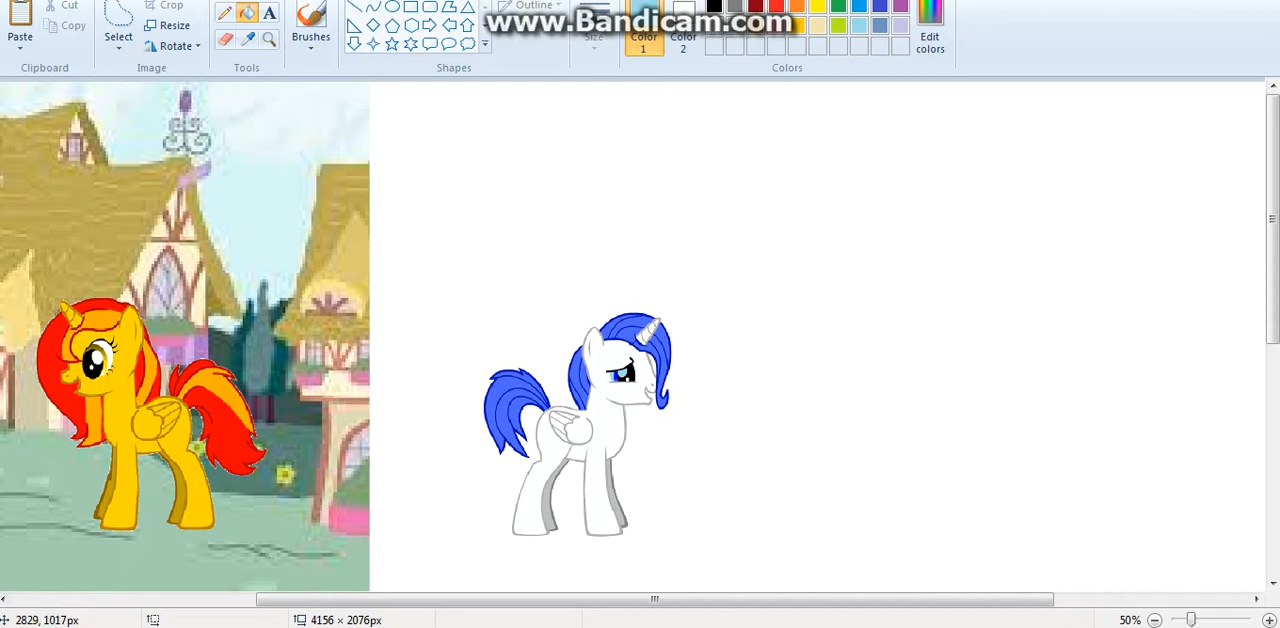 www.Bandicam.com
Cut
Crop
Outline
Copy
Resize
Paste
Select
Rotate
Brushes
Size
Color 1
Color 2
Edit colors
Clipboard
Image
Tools
Shapes
Colors
A
2829, 1017px
4156 × 2076px
50%